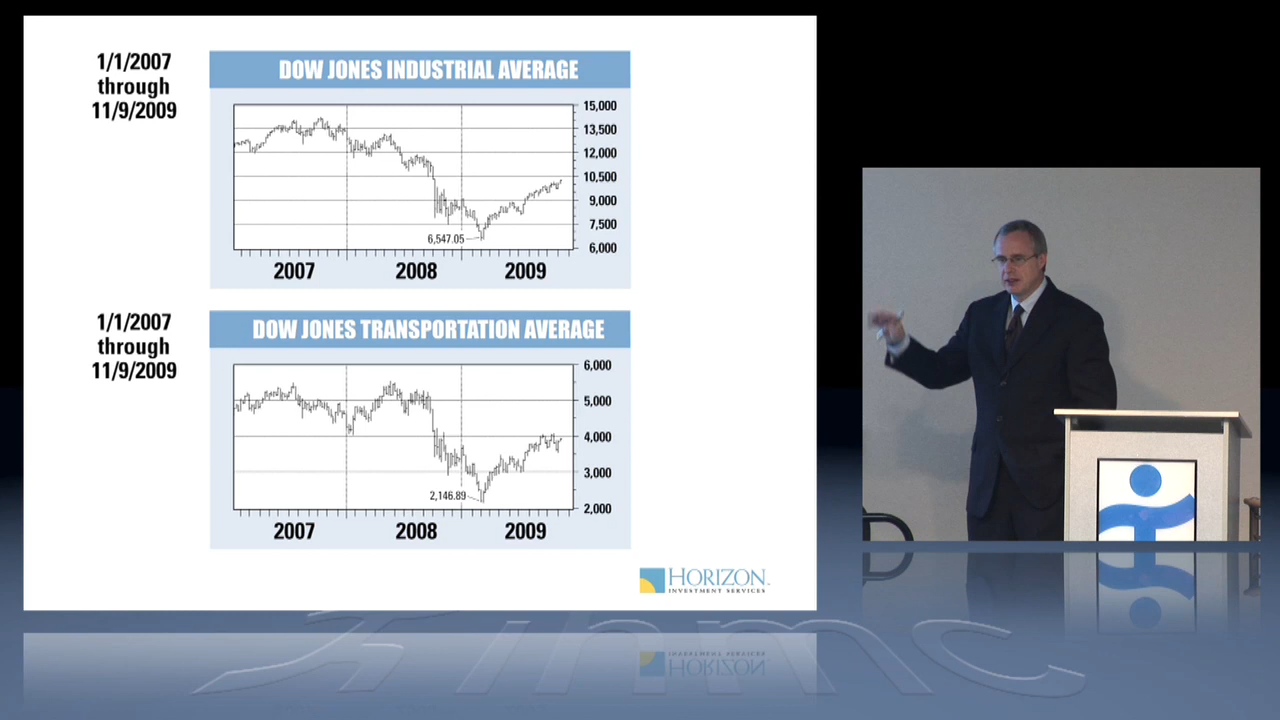 1/1/2007
through
11/9/2009
DOW JONES INDUSTRIAL AVERAGE
15,000
13,500
12,000
10,500
9,000
7,500
6,000
6,547.05
2007 2008 2009
1/1/2007
through
11/9/2009
DOW JONES TRANSPORTATION AVERAGE
6,000
5,000
4,000
3,000
2,000
2,146.89
2007 2008 2009
HORIZON
INVESTMENT SERVICES
ihmc